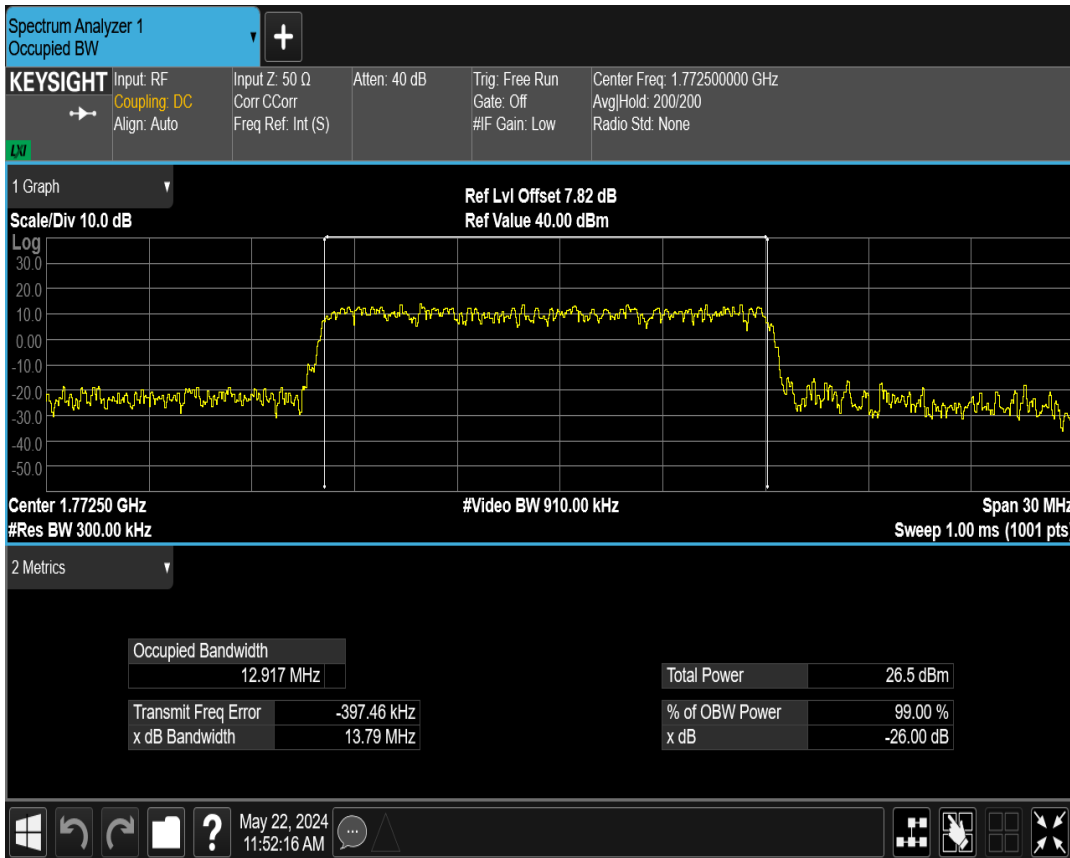 Spectrum Analyzer 1
Occupied BW
KEYSIGHT
LXI
Input: RF
Coupling: DC
Align: Auto
Input Z: 50 Ω
Corr CCorr
Freq Ref: Int (S)
Atten: 40 dB
Trig: Free Run
Gate: Off
#IF Gain: Low
Center Freq: 1.772500000 GHz
Avg|Hold: 200/200
Radio Std: None
1 Graph
Scale/Div 10.0 dB
Ref Lvl Offset 7.82 dB
Ref Value 40.00 dBm
Log
30.0
20.0
10.0
0.00
-10.0
-20.0
-30.0
-40.0
-50.0
Center 1.77250 GHz
#Video BW 910.00 kHz
Span 30 MHz
#Res BW 300.00 kHz
Sweep 1.00 ms (1001 pts)
2 Metrics
Occupied Bandwidth
12.917 MHz
Total Power 26.5 dBm
Transmit Freq Error -397.46 kHz
% of OBW Power 99.00 %
x dB Bandwidth 13.79 MHz
x dB -26.00 dB
?
May 22, 2024
11:52:16 AM